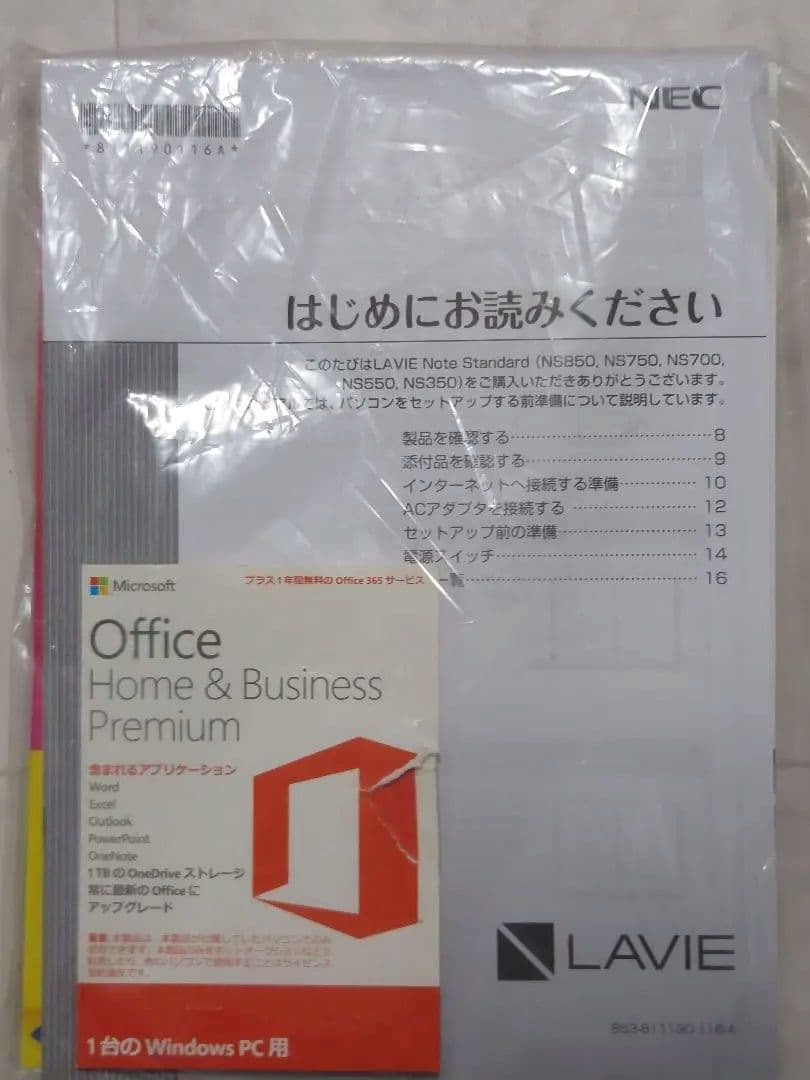 NEC
*811190116A*
はじめにお読みください
このたびはLAVIE Note Standard (NS850, NS750, NS700,
NS550, NS350)をご購入いただきありがとうございます。
では、パソコンをセットアップする前準備について説明しています。
製品を確認する……………………………………8
添付品を確認する…………………………………9
インターネットへ接続する準備……………10
ACアダプタを接続する……………………12
セットアップ前の準備………………………13
電源スイッチ…………………………………14
一覧……………………………………………16
Microsoft
プラス1年間無料の Office 365 サービス
Office
Home & Business
Premium
含まれるアプリケーション
Word
Excel
Outlook
PowerPoint
OneNote
1TB の OneDrive ストレージ
常に最新の Office に
アップグレード
1台の Windows PC 用
LAVIE
853-811190-116-A